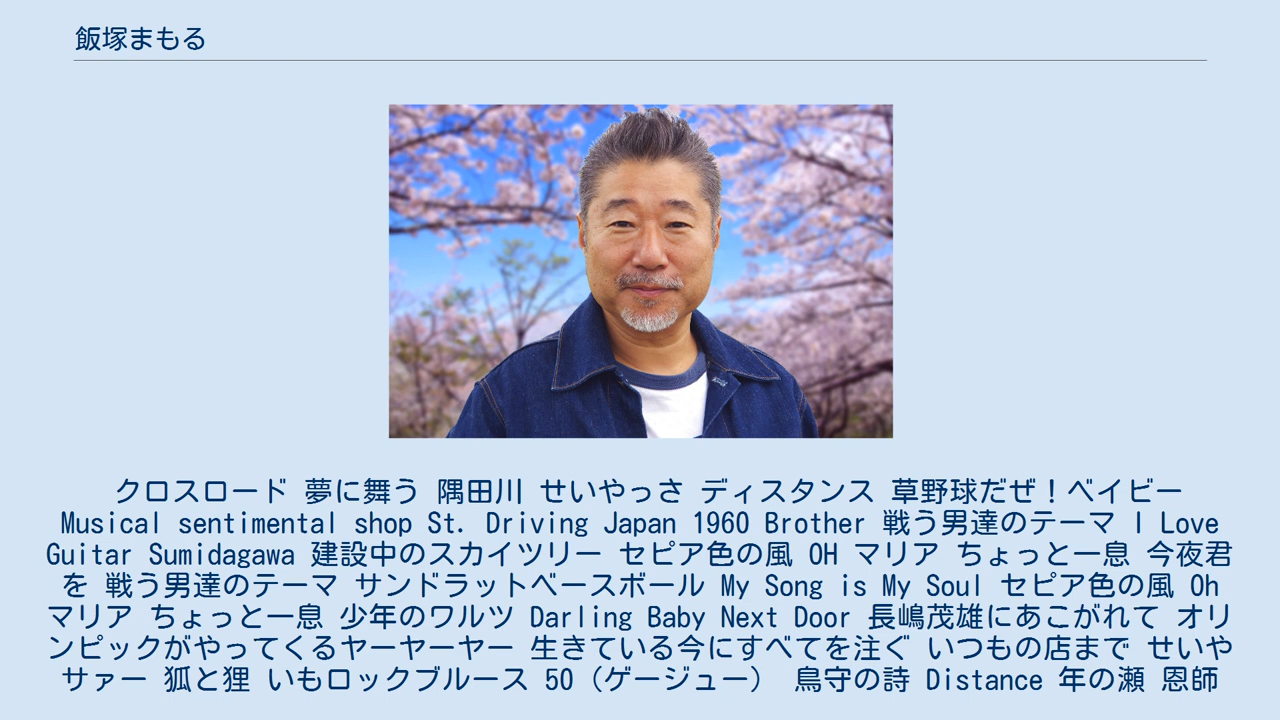 飯塚まもる
クロスロード 夢に舞う 隅田川 せいやっさ ディスタンス 草野球だぜ！ベイビー
Musical sentimental shop St. Driving Japan 1960 Brother 戦う男達のテーマ I Love
Guitar Sumidagawa 建設中のスカイツリー セピア色の風 OH マリア ちょっと一息 今夜君
を 戦う男達のテーマ サンドラットベースボール My Song is My Soul セピア色の風 Oh
マリア ちょっと一息 少年のワルツ Darling Baby Next Door 長嶋茂雄にあこがれて オリ
ンピックがやってくるヤーヤーヤー 生きている今にすべてを注ぐ いつもの店まで せいや
サァー 狐と狸 いもロックブルース 50（ゲージュー） 鳥守の詩 Distance 年の瀬 恩師